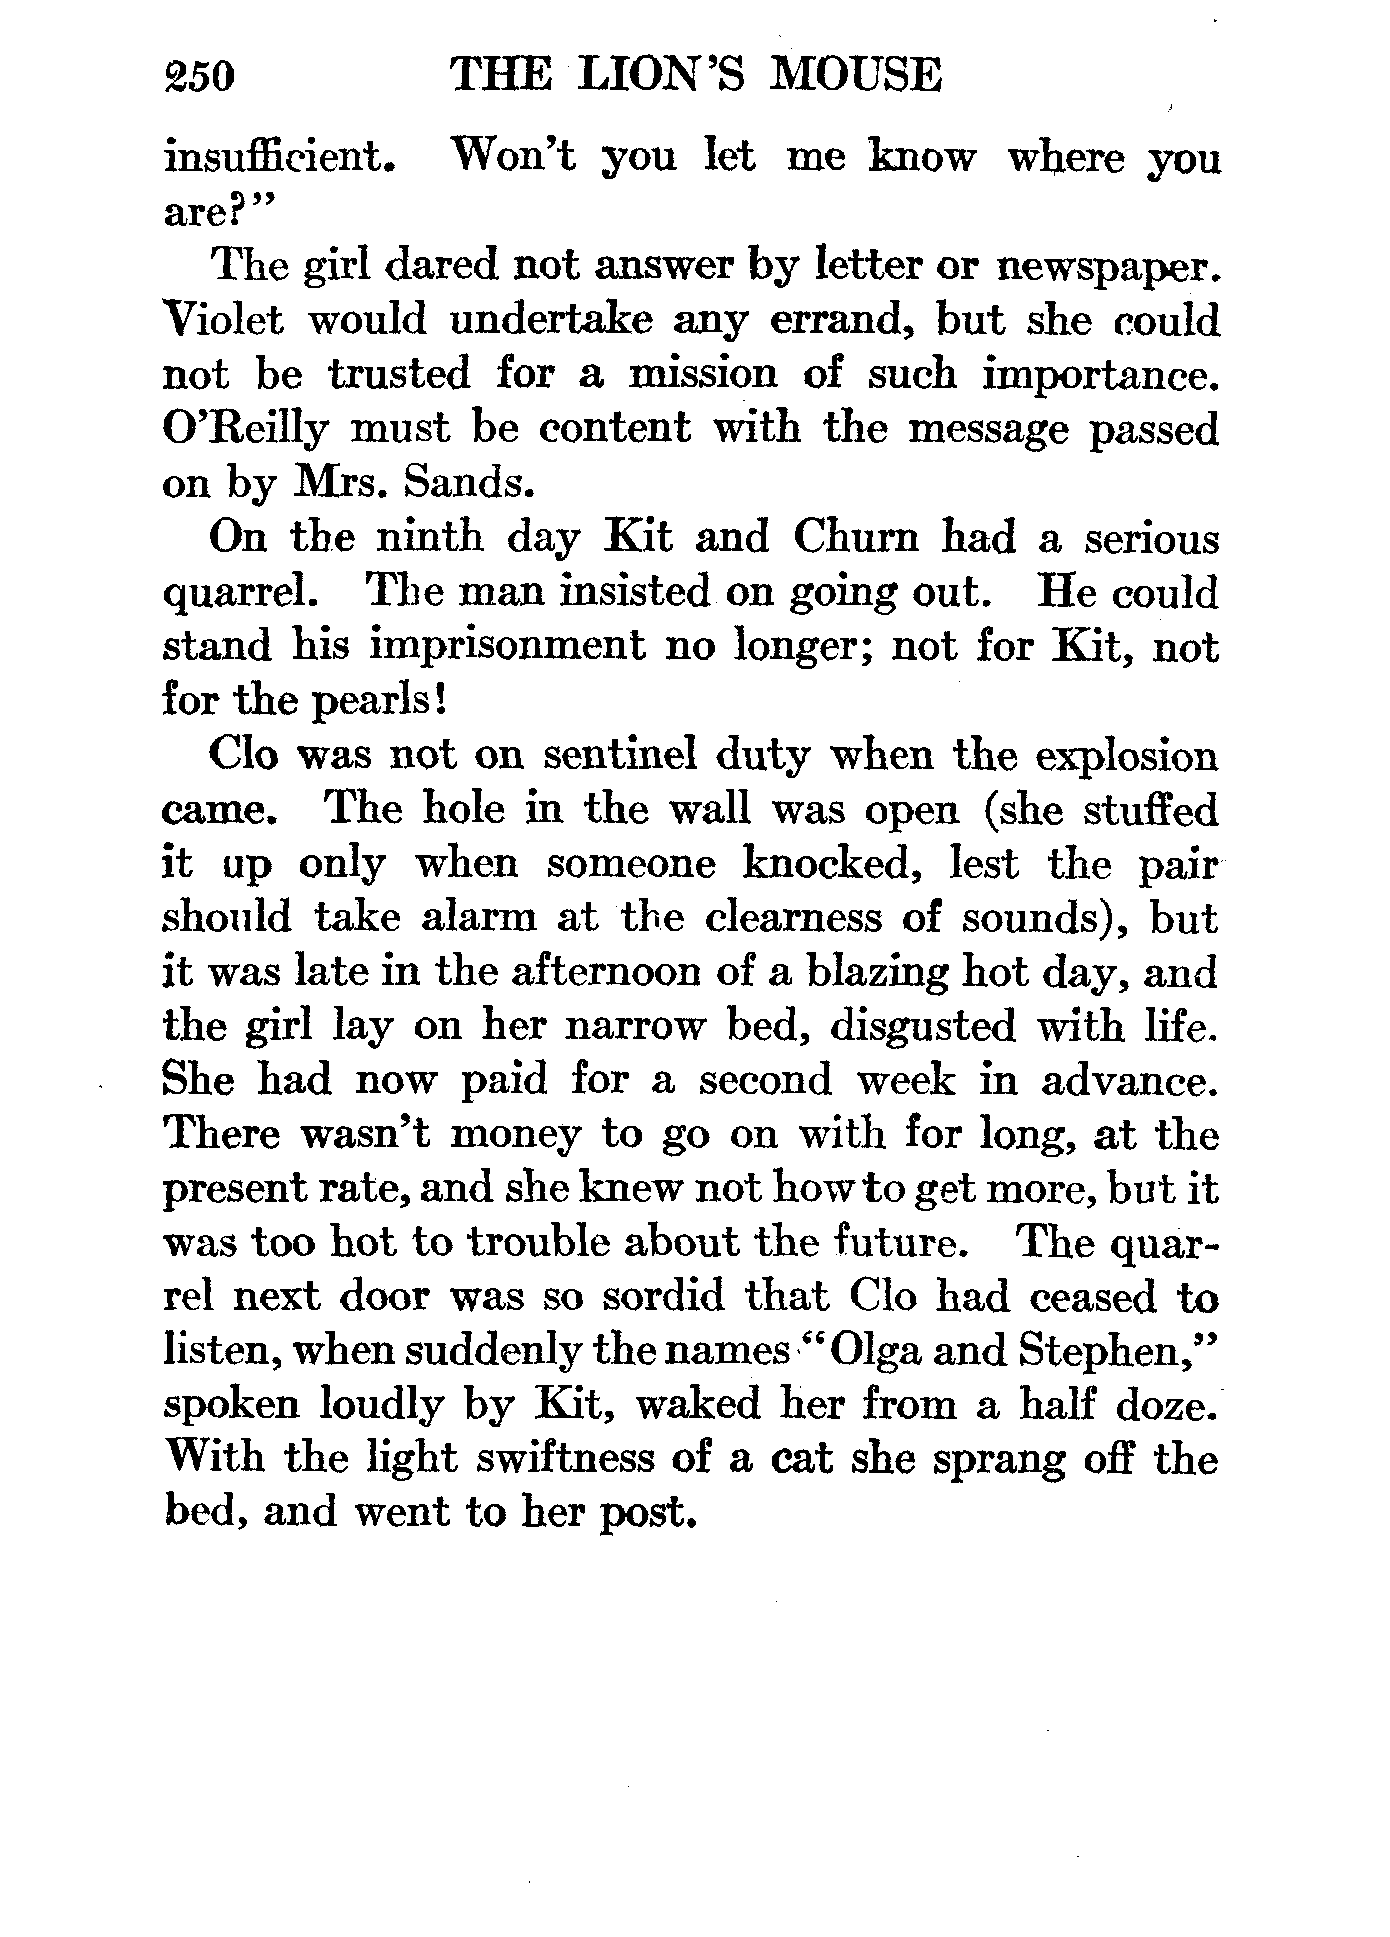 250 THE LION'S MOUSE
insufficient. Won't you let me know where you
are?"
The girl dared not answer by letter or newspaper.
Violet would undertake any errand, but she could
not be trusted for a mission of such importance.
O'Reilly must be content with the message passed
on by Mrs. Sands.
On the ninth day Kit and Churn had a serious
quarrel. The man insisted on going out. He could
stand his imprisonment no longer; not for Kit, not
for the pearls!
Clo was not on sentinel duty when the explosion
came. The hole in the wall was open (she stuffed
it up only when someone knocked, lest the pair
should take alarm at the clearness of sounds), but
it was late in the afternoon of a blazing hot day, and
the girl lay on her narrow bed, disgusted with life.
She had now paid for a second week in advance.
There wasn't money to go on with for long, at the
present rate, and she knew not how to get more, but it
was too hot to trouble about the future. The quar-
rel next door was so sordid that Clo had ceased to
listen, when suddenly the names "Olga and Stephen,"
spoken loudly by Kit, waked her from a half doze.
With the light swiftness of a cat she sprang off the
bed, and went to her post.